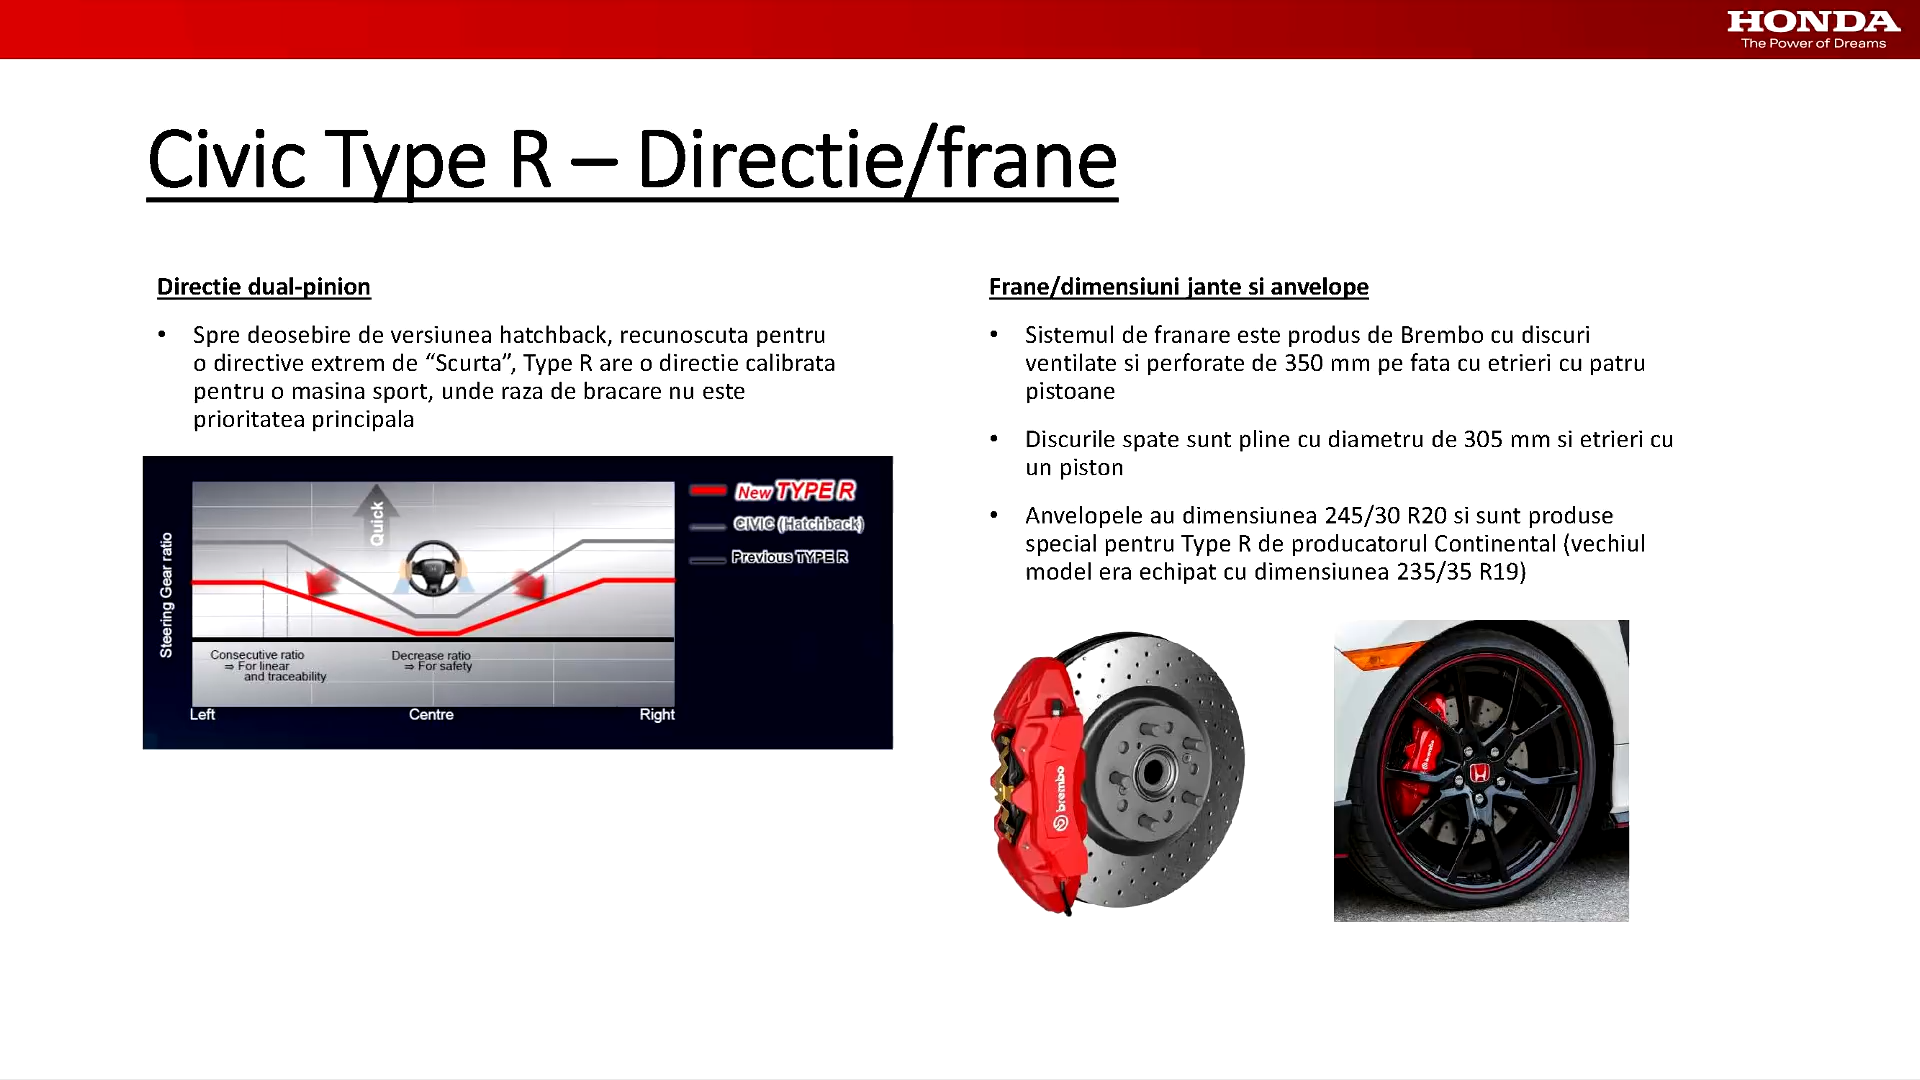 HONDA
The Power of Dreams
Civic Type R – Directie/frane
Directie dual-pinion
• Spre deosebire de versiunea hatchback, recunoscuta pentru
o directive extrem de “Scurta”, Type R are o directie calibrata
pentru o masina sport, unde raza de bracare nu este
prioritatea principala
New TYPE R
CIVIC (Hatchback)
Previous TYPE R
Quick
Steering Gear ratio
Consecutive ratio
⇒ For linear
and traceability
Decrease ratio
⇒ For safety
Left
Centre
Right
Frane/dimensiuni jante si anvelope
• Sistemul de franare este produs de Brembo cu discuri
ventilate si perforate de 350 mm pe fata cu etrieri cu patru
pistoane
• Discurile spate sunt pline cu diametru de 305 mm si etrieri cu
un piston
• Anvelopele au dimensiunea 245/30 R20 si sunt produse
special pentru Type R de producatorul Continental (vechiul
model era echipat cu dimensiunea 235/35 R19)
brembo
brembo